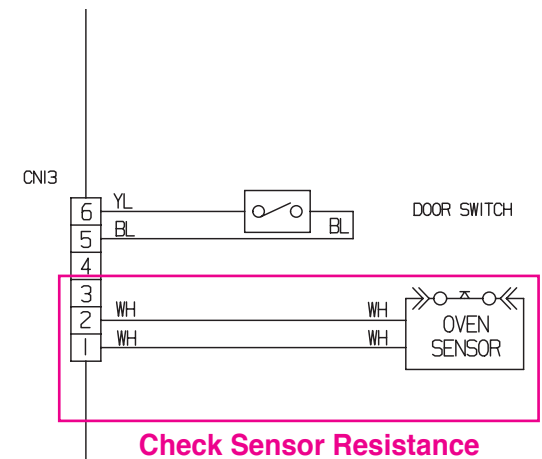 CN13
6 YL
DOOR SWITCH
5 BL BL
4
3
2 WH WH
OVEN
1 WH WH
SENSOR
Check Sensor Resistance